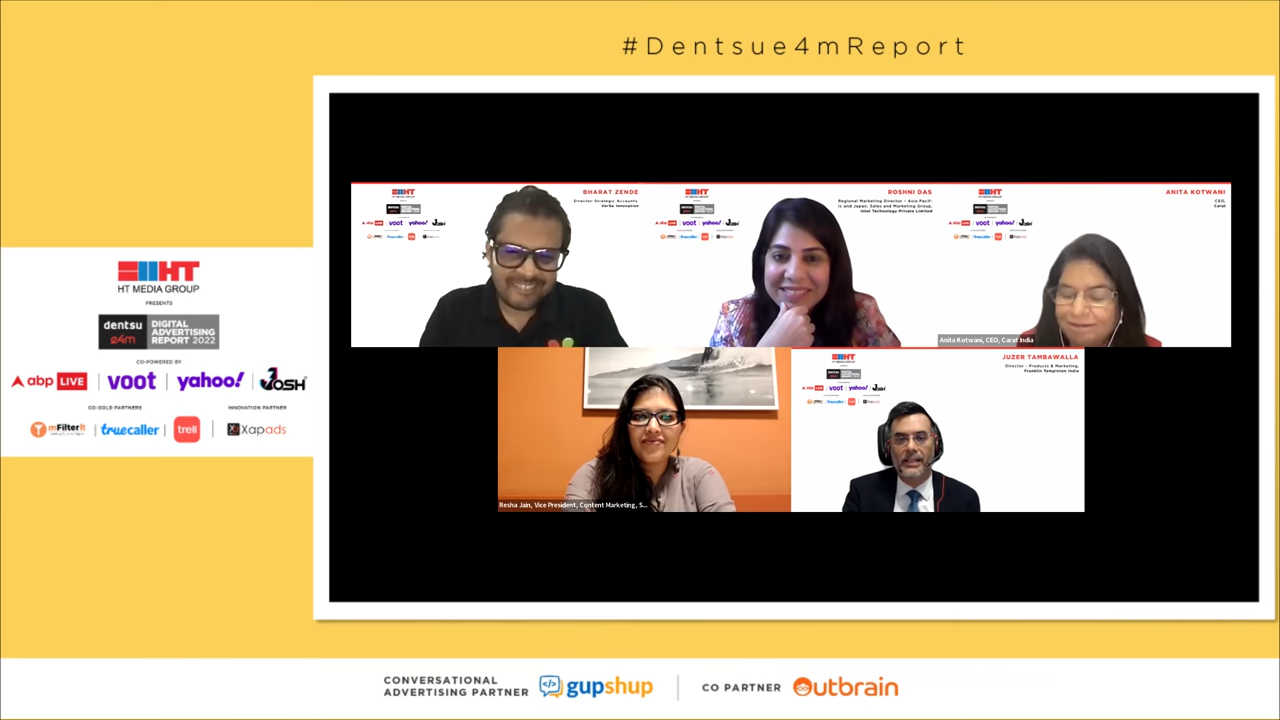 #Dentsue4mReport
HT
HT MEDIA GROUP
PRESENTS
dentsu
e4m
DIGITAL
ADVERTISING
REPORT 2022
CO-POWERED BY
abp LIVE
voot
yahoo!
JOSH
CO-GOLD PARTNERS
INNOVATION PARTNER
mFilterIt
truecaller
trell
Xapads
BHARAT ZENDE
Director-Strategic Accounts,
VerSe Innovation
ROSHNI DAS
Regional Marketing Director - Asia Pacif-
ic and Japan, Sales and Marketing Group,
Intel Technology Private Limited
ANITA KOTWANI
CEO,
Carat
Anita Kotwani, CEO, Carat India
Resha Jain, Vice President, Content Marketing, S...
JUZER TAMBAWALLA
Director - Products & Marketing,
Franklin Templeton India
CONVERSATIONAL
ADVERTISING PARTNER
gupshup
CO PARTNER
Outbrain